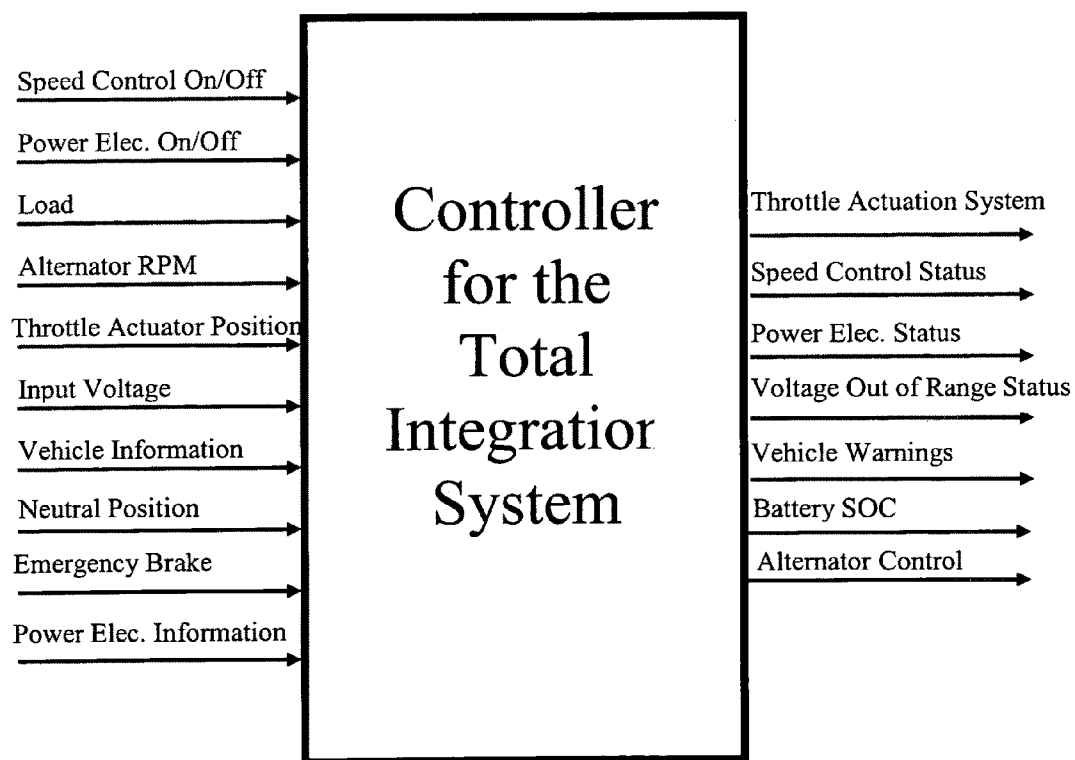 Speed Control On/Off
Power Elec. On/Off
Load
Alternator RPM
Throttle Actuator Position
Input Voltage
Vehicle Information
Neutral Position
Emergency Brake
Power Elec. Information
Controller
for the
Total
Integration
System
Throttle Actuation System
Speed Control Status
Power Elec. Status
Voltage Out of Range Status
Vehicle Warnings
Battery SOC
Alternator Control